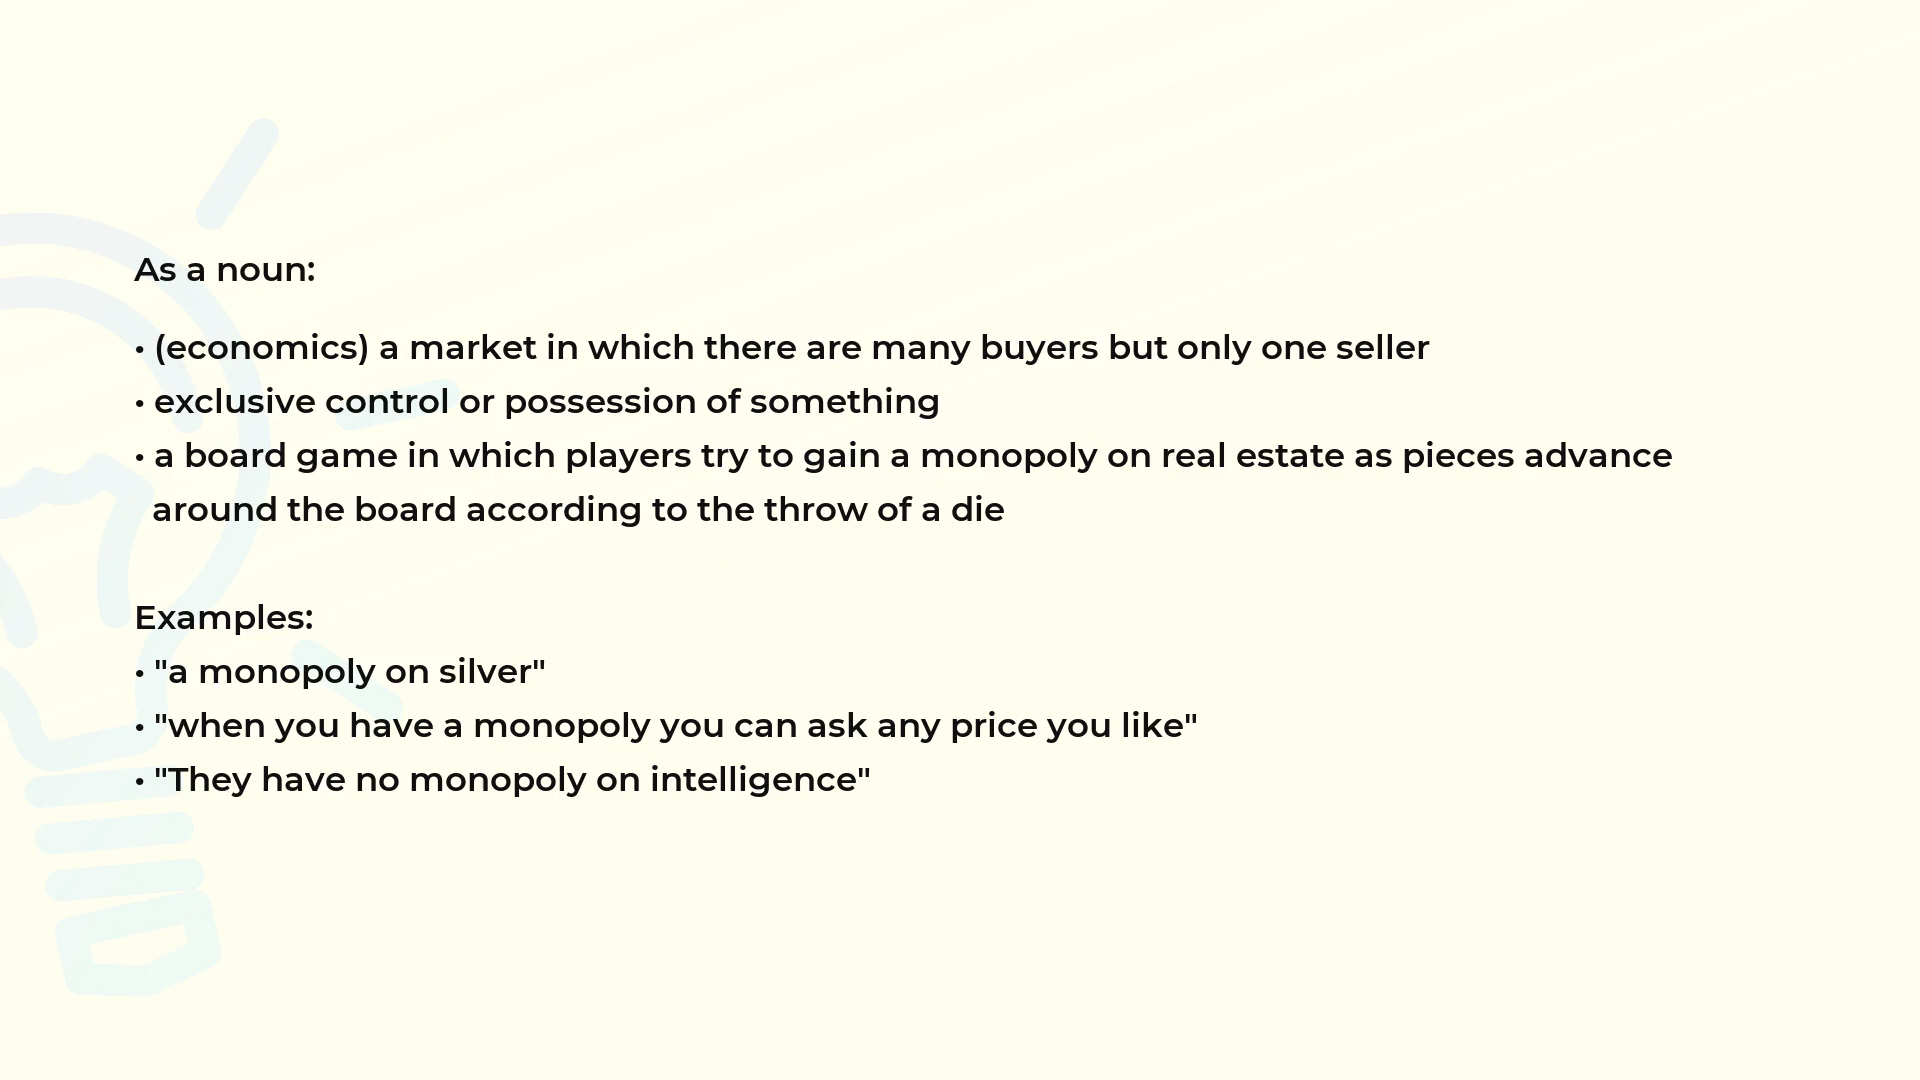 As a noun:
• (economics) a market in which there are many buyers but only one seller
• exclusive control or possession of something
• a board game in which players try to gain a monopoly on real estate as pieces advance
around the board according to the throw of a die
Examples:
• "a monopoly on silver"
• "when you have a monopoly you can ask any price you like"
• "They have no monopoly on intelligence"